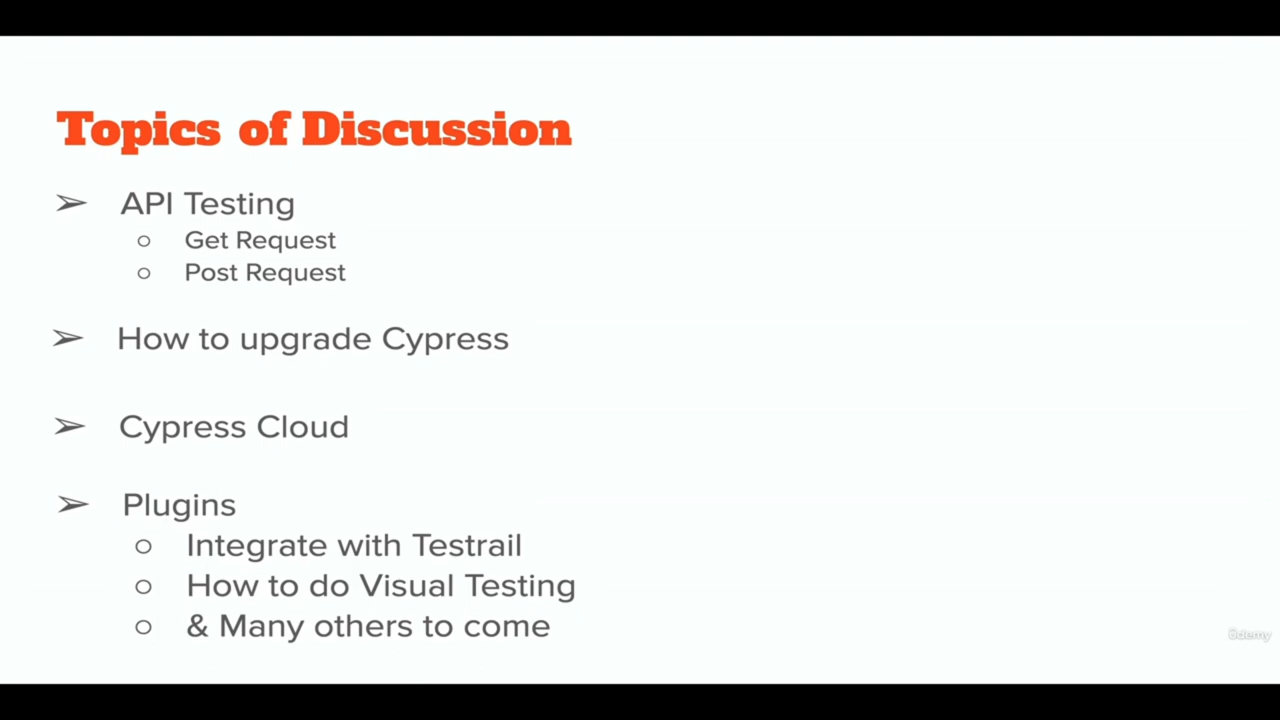 Topics of Discussion
➢ API Testing
○ Get Request
○ Post Request
➢ How to upgrade Cypress
➢ Cypress Cloud
➢ Plugins
○ Integrate with Testrail
○ How to do Visual Testing
○ & Many others to come
ûdemy